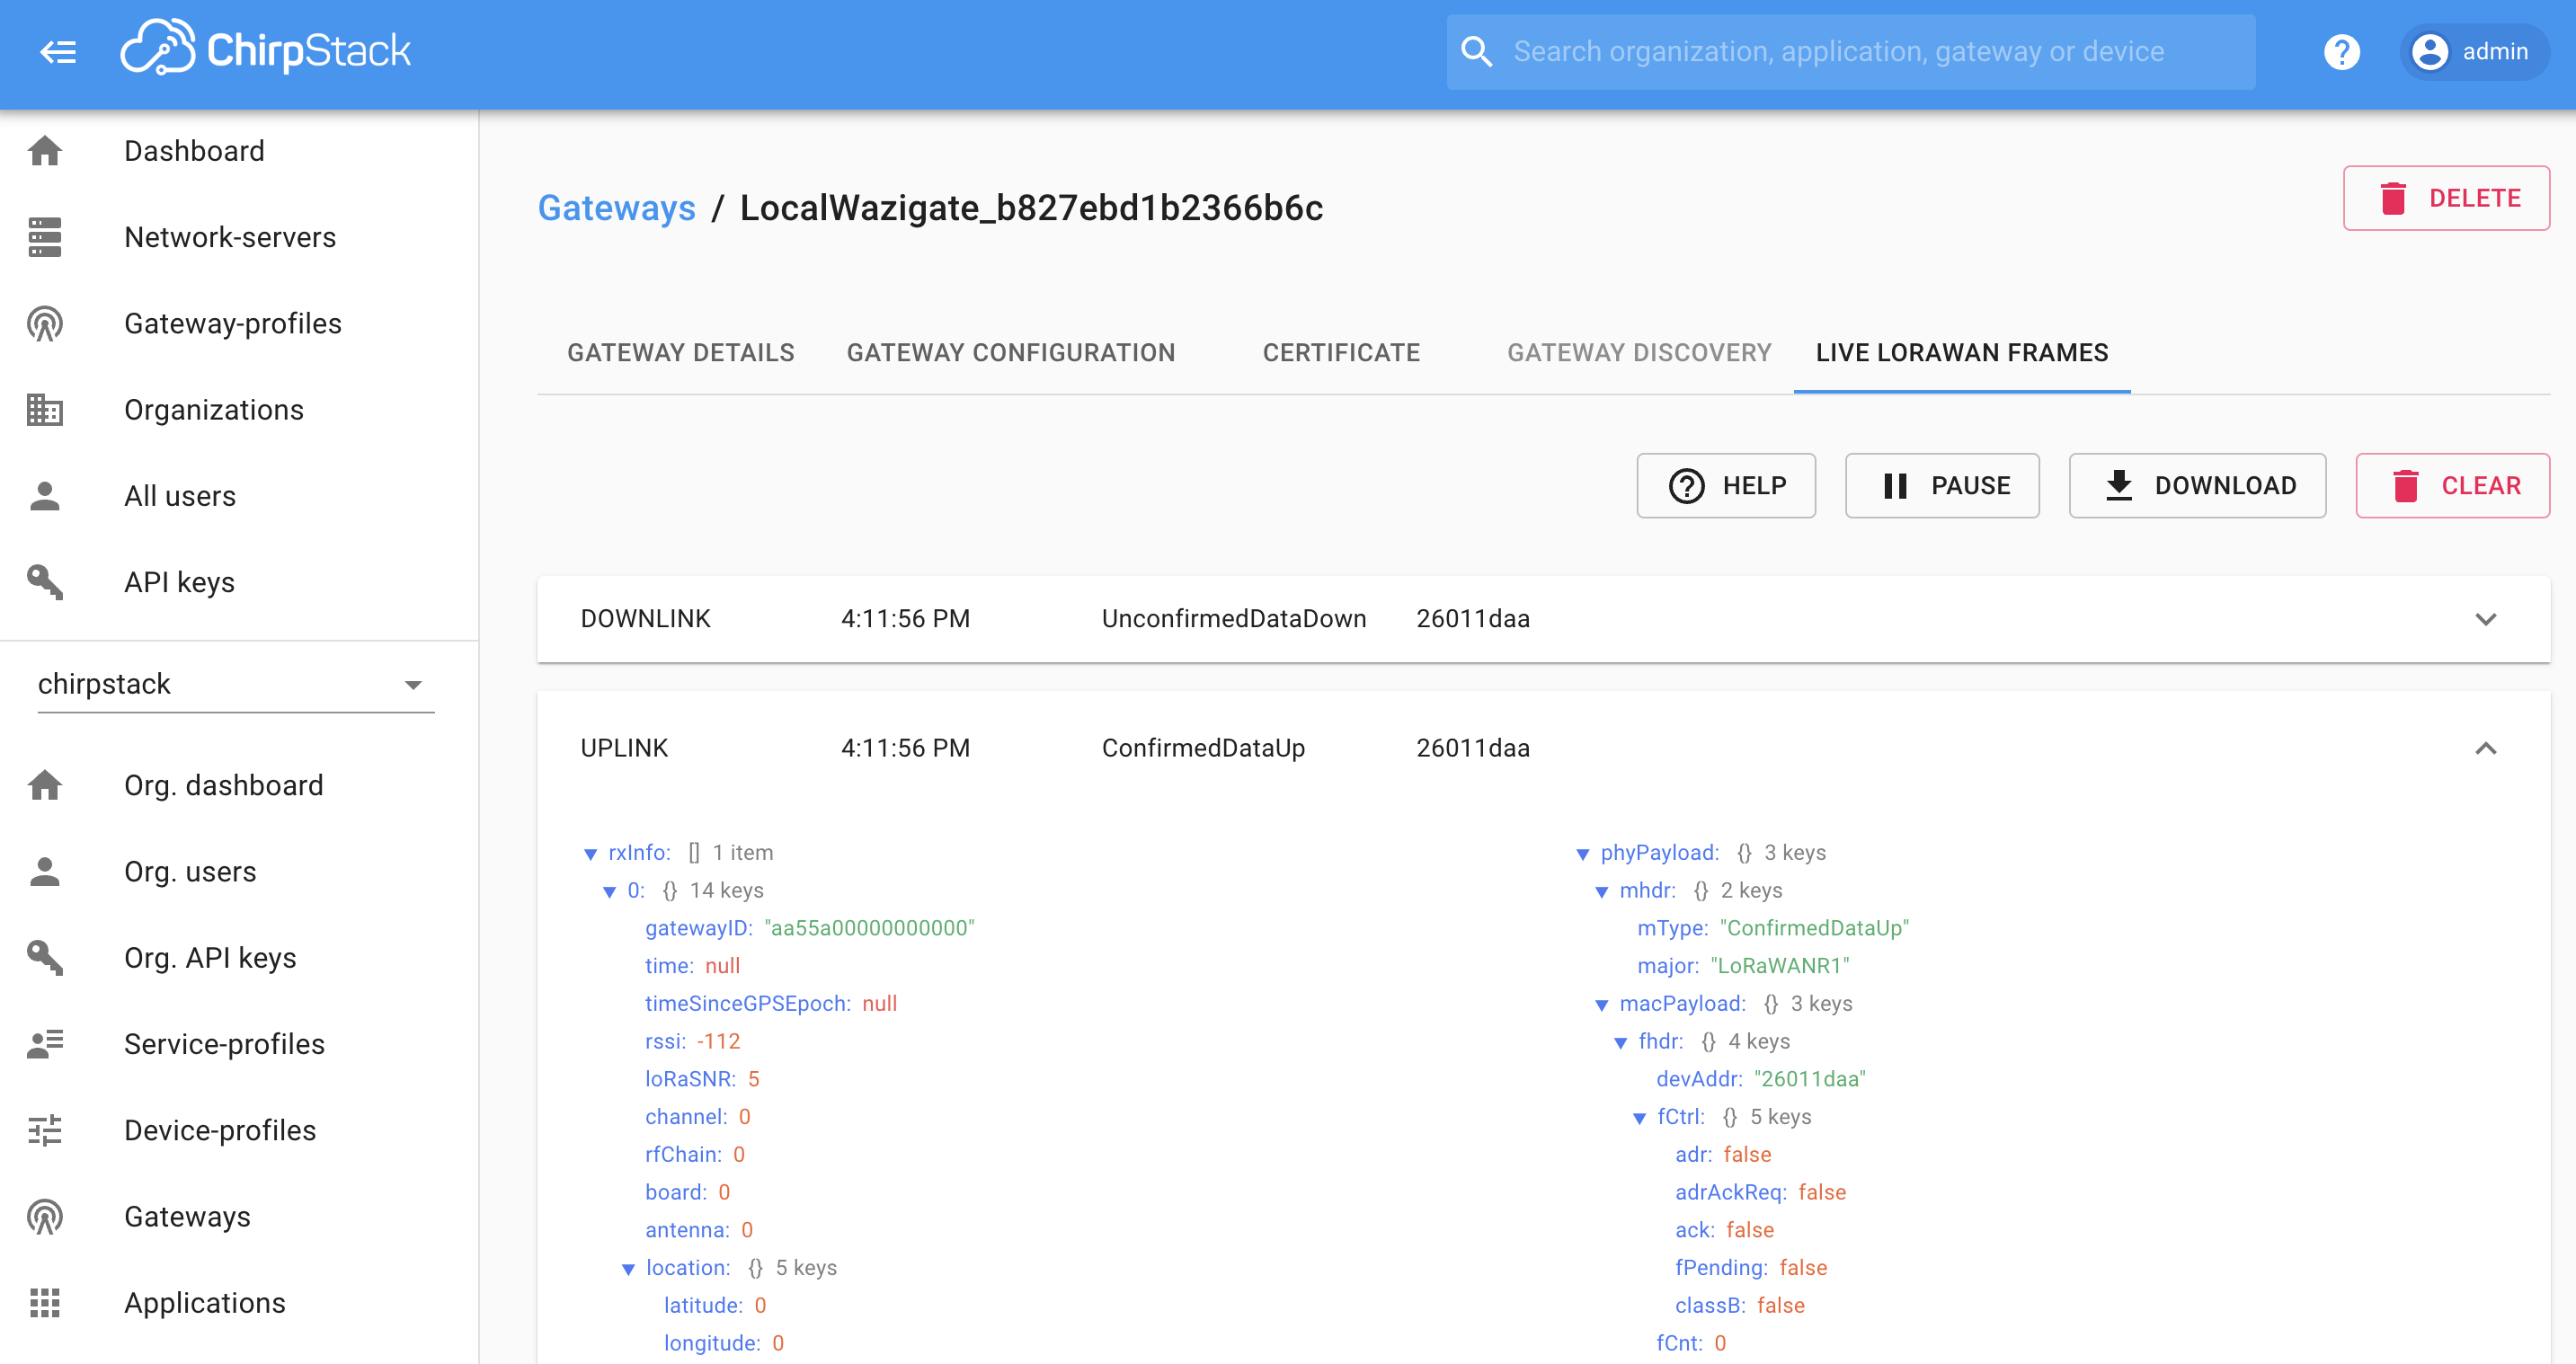 ChirpStack
Search organization, application, gateway or device
admin
Dashboard
Network-servers
Gateway-profiles
Organizations
All users
API keys
chirpstack
Org. dashboard
Org. users
Org. API keys
Service-profiles
Device-profiles
Gateways
Applications
Gateways / LocalWazigate_b827ebd1b2366b6c
DELETE
GATEWAY DETAILS GATEWAY CONFIGURATION CERTIFICATE GATEWAY DISCOVERY LIVE LORAWAN FRAMES
HELP PAUSE DOWNLOAD CLEAR
DOWNLINK 4:11:56 PM UnconfirmedDataDown 26011daa
UPLINK 4:11:56 PM ConfirmedDataUp 26011daa
rxInfo: [] 1 item
0: {} 14 keys
gatewayID: "aa55a00000000000"
time: null
timeSinceGPSEpoch: null
rssi: -112
loRaSNR: 5
channel: 0
rfChain: 0
board: 0
antenna: 0
location: {} 5 keys
latitude: 0
longitude: 0
phyPayload: {} 3 keys
mhdr: {} 2 keys
mType: "ConfirmedDataUp"
major: "LoRaWANR1"
macPayload: {} 3 keys
fhdr: {} 4 keys
devAddr: "26011daa"
fCtrl: {} 5 keys
adr: false
adrAckReq: false
ack: false
fPending: false
classB: false
fCnt: 0